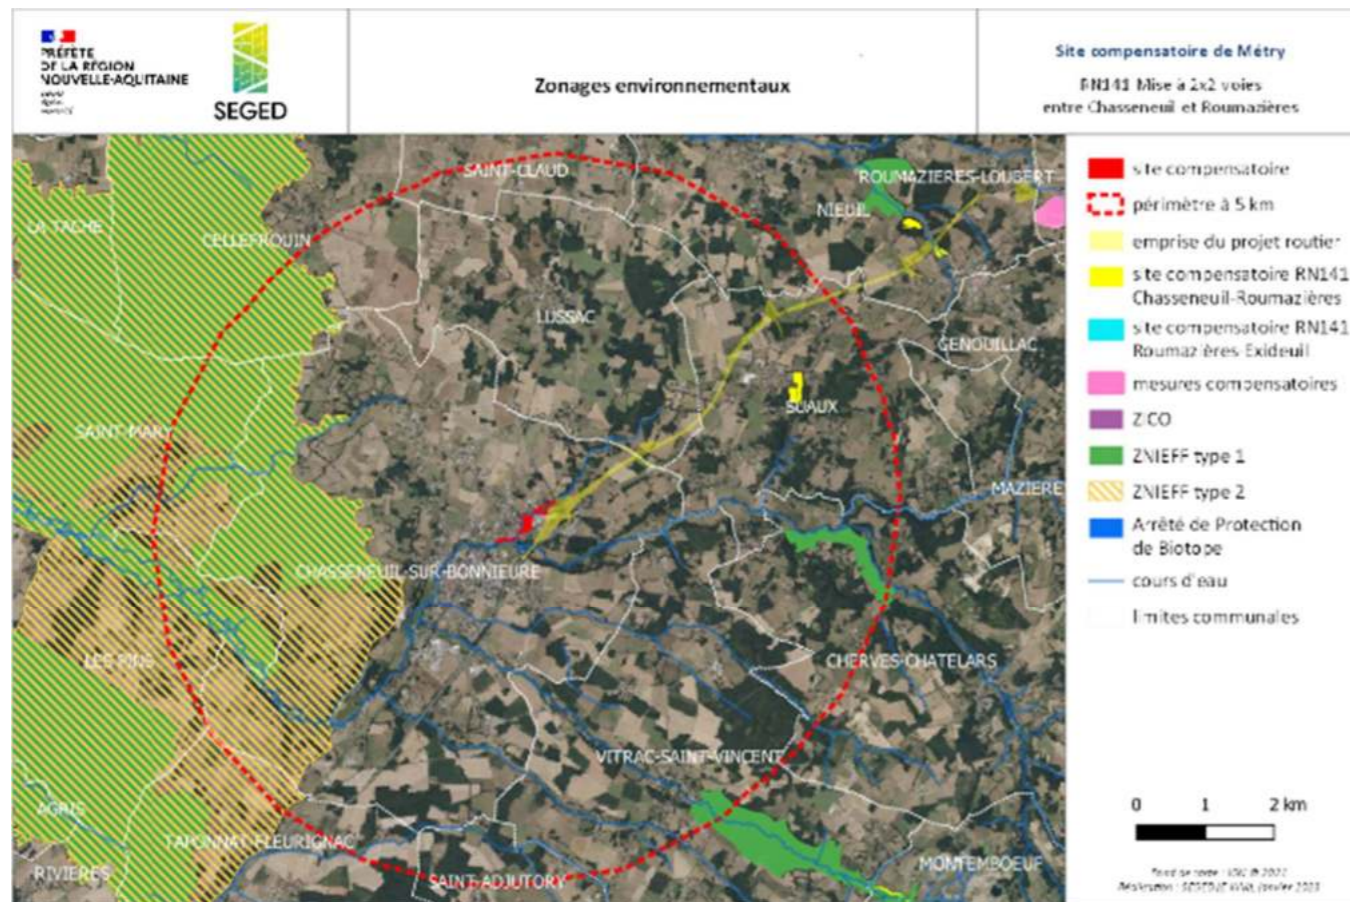 PRÉFÈTE
DE LA RÉGION
NOUVELLE-AQUITAINE
SEGED
Zonages environnementaux
Site compensatoire de Métry
RN141 Mise à 2x2 voies
entre Chasseneuil et Roumazières
site compensatoire
périmètre à 5 km
emprise du projet routier
site compensatoire RN141
Chasseneuil-Roumazières
site compensatoire RN141
Roumazières-Exideuil
mesures compensatoires
ZICO
ZNIEFF type 1
ZNIEFF type 2
Arrêté de Protection
de Biotope
cours d'eau
limites communales
0 1 2 km
SAINT-CLAUD
ROUMAZIERES-LOUBERT
NIEUIL
LA TACHE
CELLEFROUIN
LUSSAC
GENOUILLAC
SUAUX
SAINT-MARY
MAZIERE
CHASSENEUIL-SUR-BONNIEURE
LES PINS
CHERVES-CHATELARS
VITRAC-SAINT-VINCENT
AGRIS
TAPONNAT-FLEURIGNAC
MONTEMBOEUF
RIVIERES
SAINT-ADJUTORY